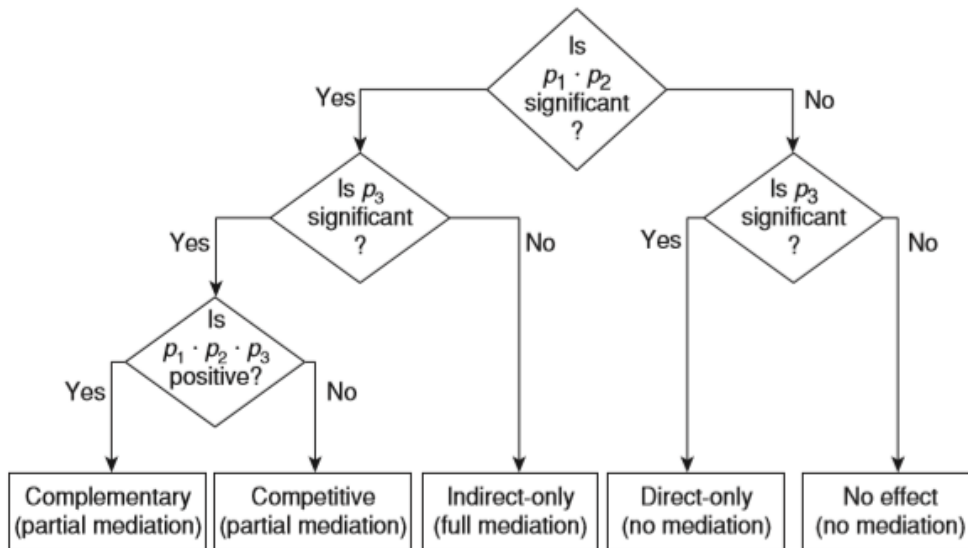 Is
p₁ · p₂
significant
?
Yes
No
Is p₃
significant
?
Yes
No
Is p₃
significant
?
Yes
No
Is
p₁ · p₂ · p₃
positive?
Yes
No
Complementary
(partial mediation)
Competitive
(partial mediation)
Indirect-only
(full mediation)
Direct-only
(no mediation)
No effect
(no mediation)